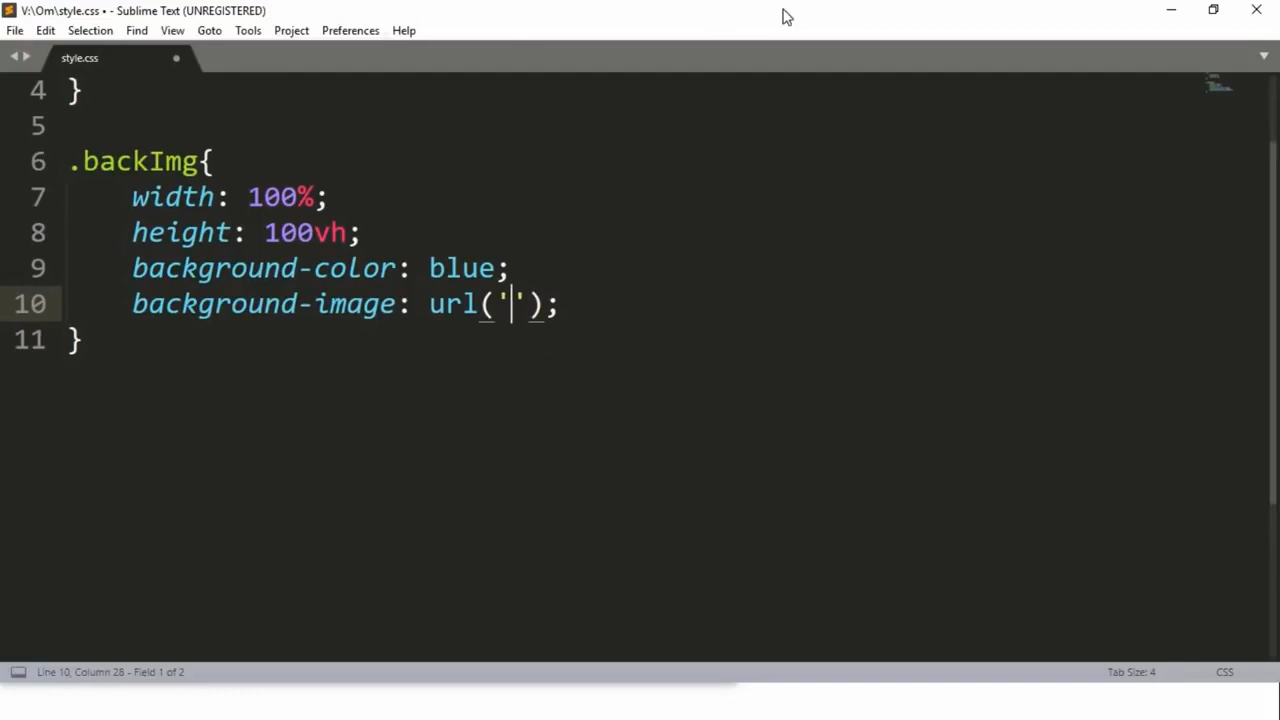 V:\Om\style.css • - Sublime Text (UNREGISTERED)
File Edit Selection Find View Goto Tools Project Preferences Help
style.css
4 }
5
6 .backImg{
7 width: 100%;
8 height: 100vh;
9 background-color: blue;
10 background-image: url('');
11 }
Line 10, Column 28 - Field 1 of 2 Tab Size: 4 CSS